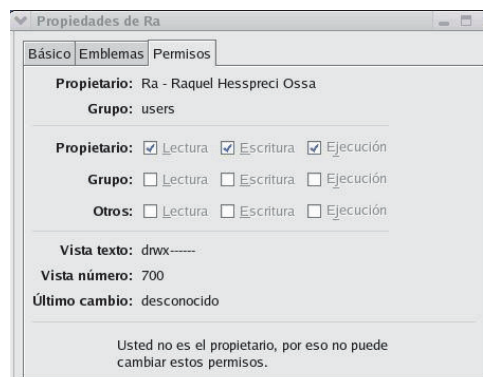 Propiedades de Ra
Básico Emblemas Permisos
Propietario: Ra - Raquel Hesspreci Ossa
Grupo: users
Propietario: Lectura Escritura Ejecución
Grupo: Lectura Escritura Ejecución
Otros: Lectura Escritura Ejecución
Vista texto: drwx------
Vista número: 700
Último cambio: desconocido
Usted no es el propietario, por eso no puede
cambiar estos permisos.